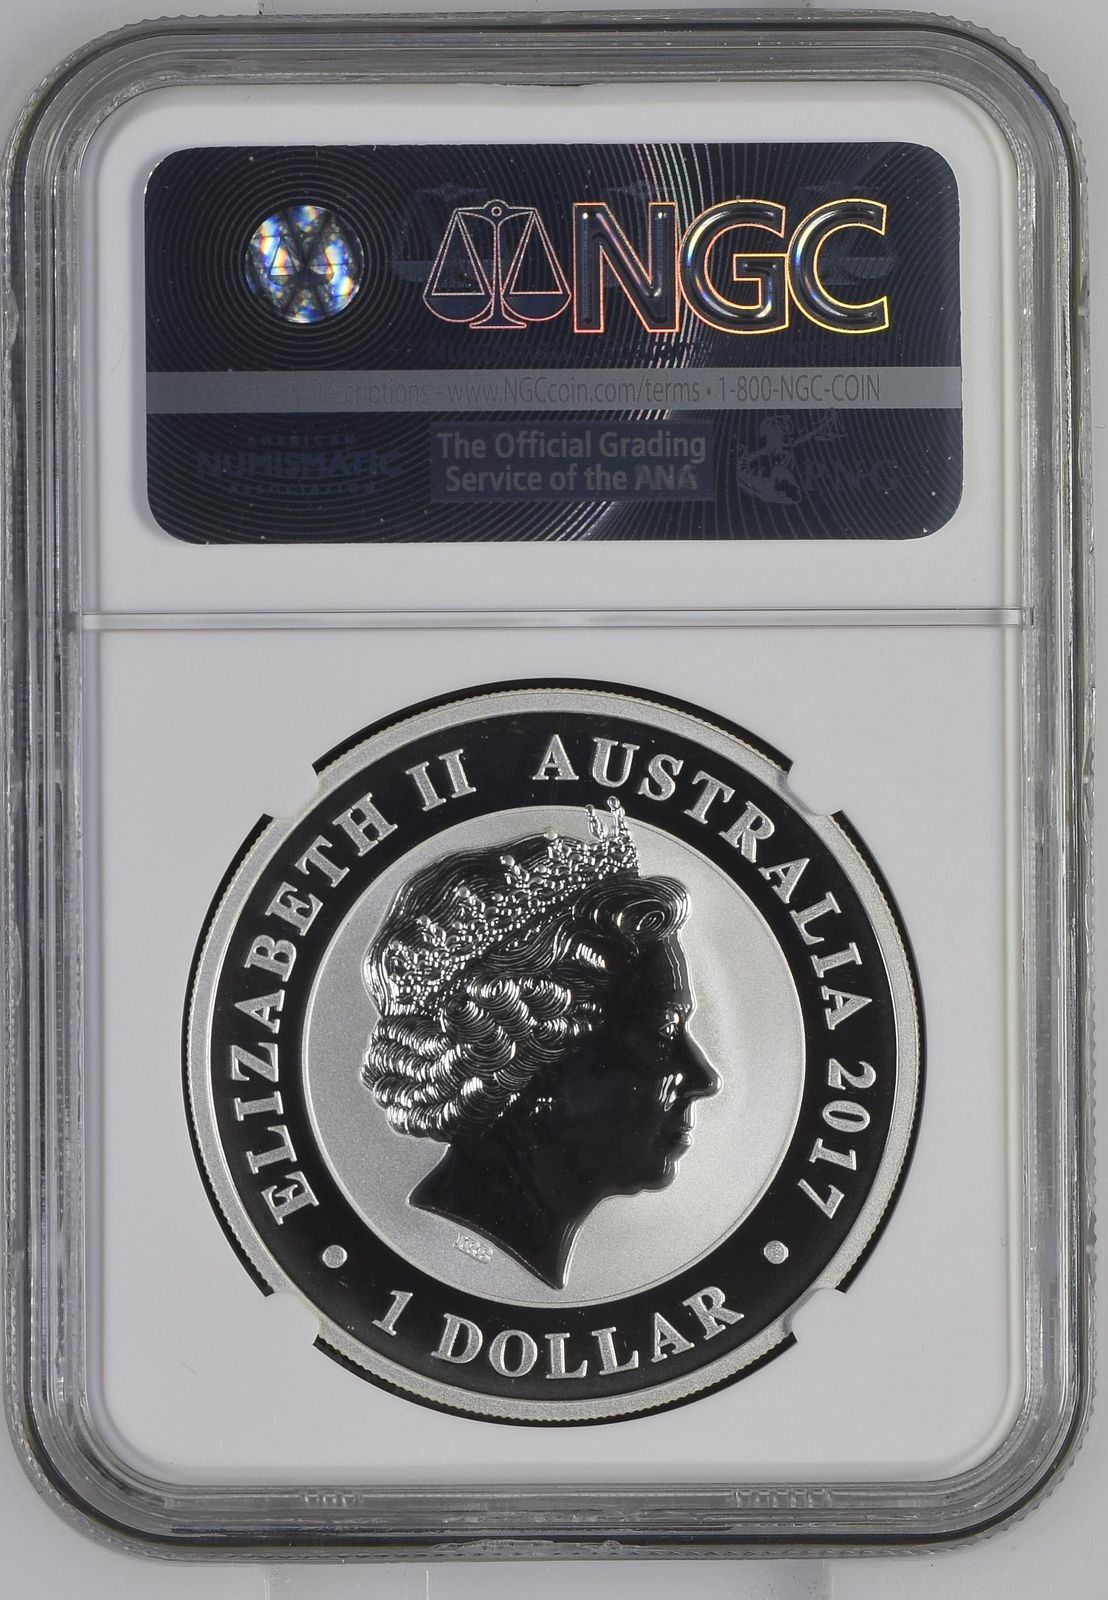 NGC
Descriptions - www.NGCcoin.com/terms • 1-800-NGC-COIN
AMERICAN
NUMISMATIC
ASSOCIATION
The Official Grading
Service of the ANA
PNG
ELIZABETH II AUSTRALIA 2017
• 1 DOLLAR •
IRB